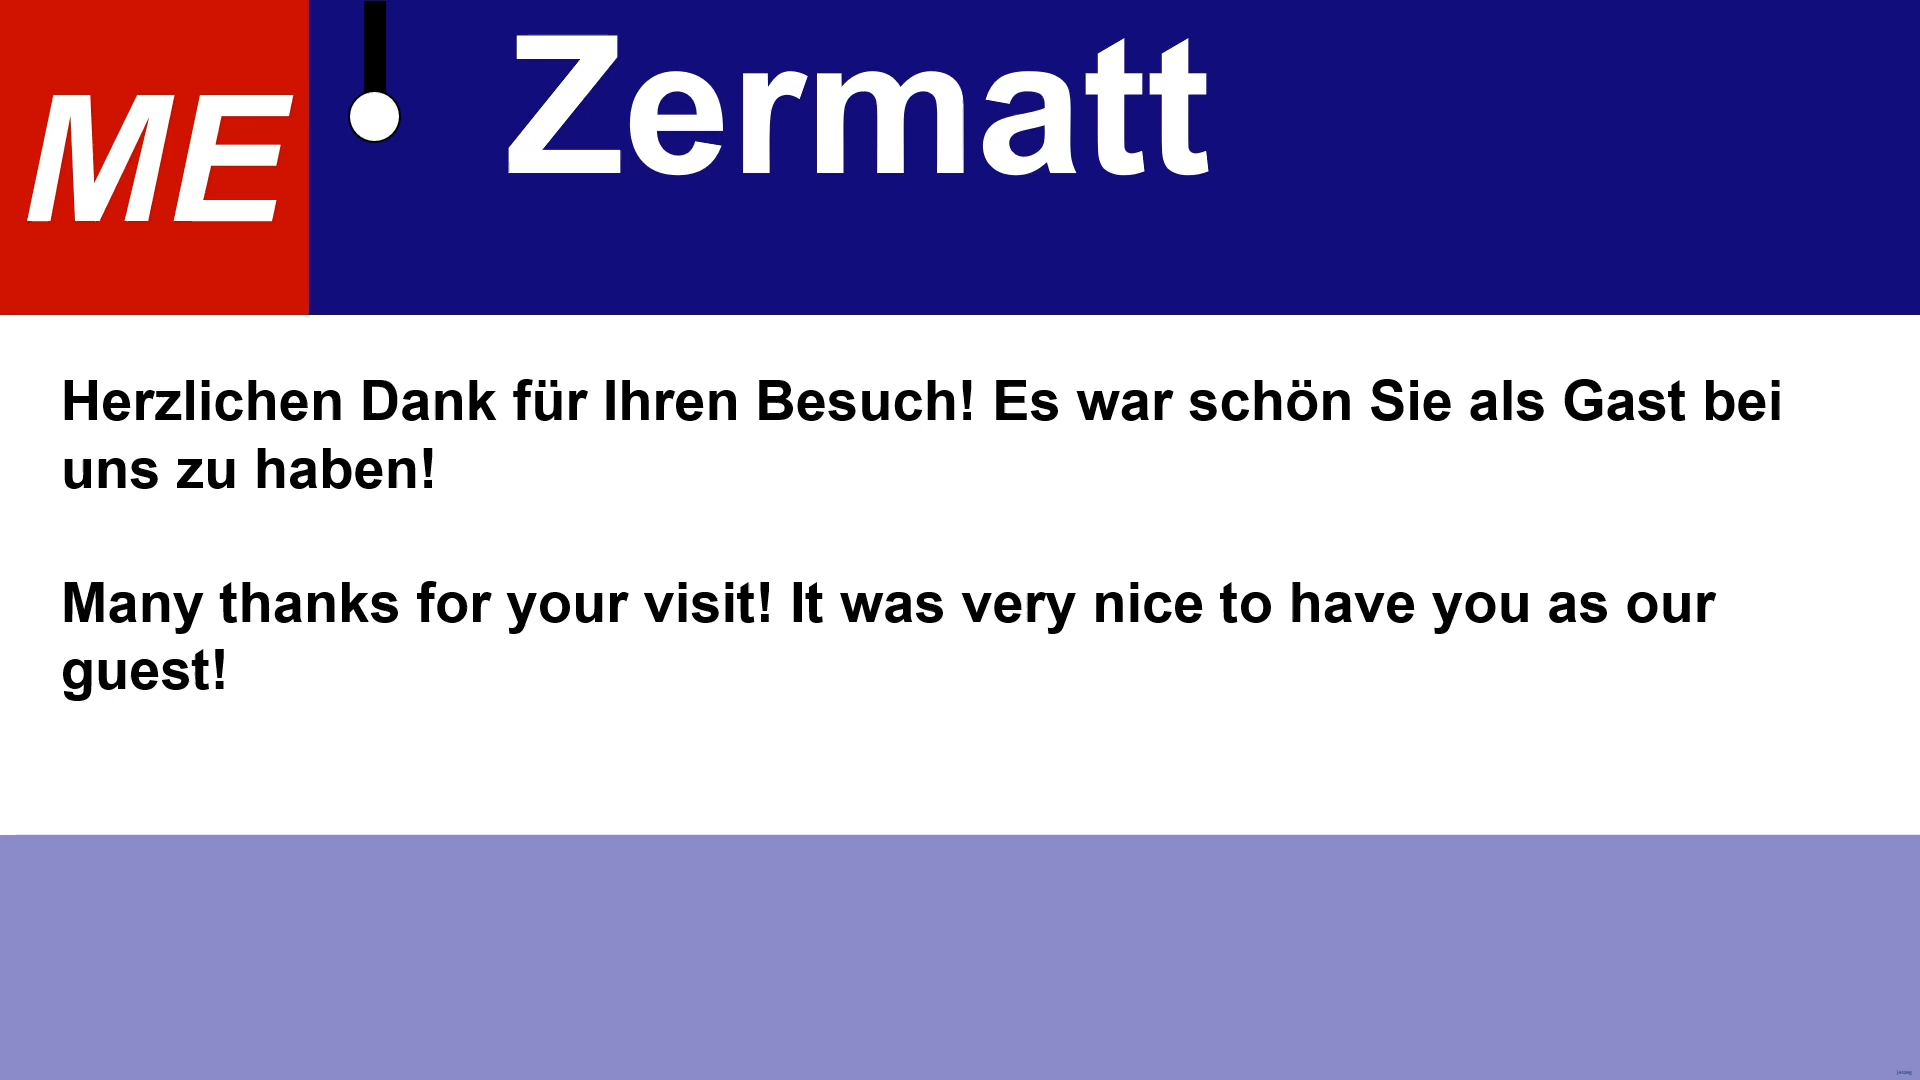 ME
Zermatt
Herzlichen Dank für Ihren Besuch! Es war schön Sie als Gast bei
uns zu haben!
Many thanks for your visit! It was very nice to have you as our
guest!